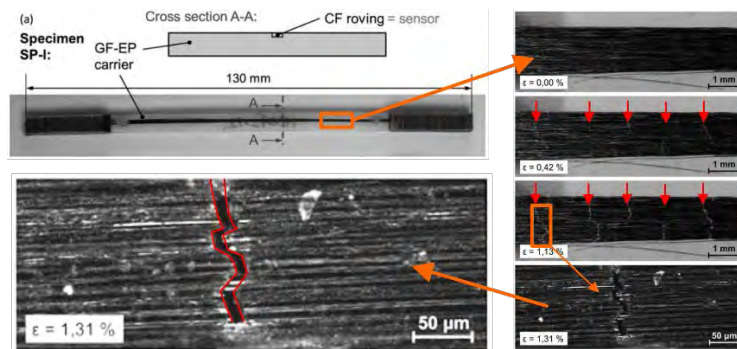 (a)
Cross section A-A:
CF roving = sensor
Specimen
SP-I:
GF-EP
carrier
130 mm
A
A
ε = 0,00 %
1 mm
ε = 0,42 %
1 mm
ε = 1,13 %
1 mm
ε = 1,31 %
50 µm
ε = 1,31 %
50 µm